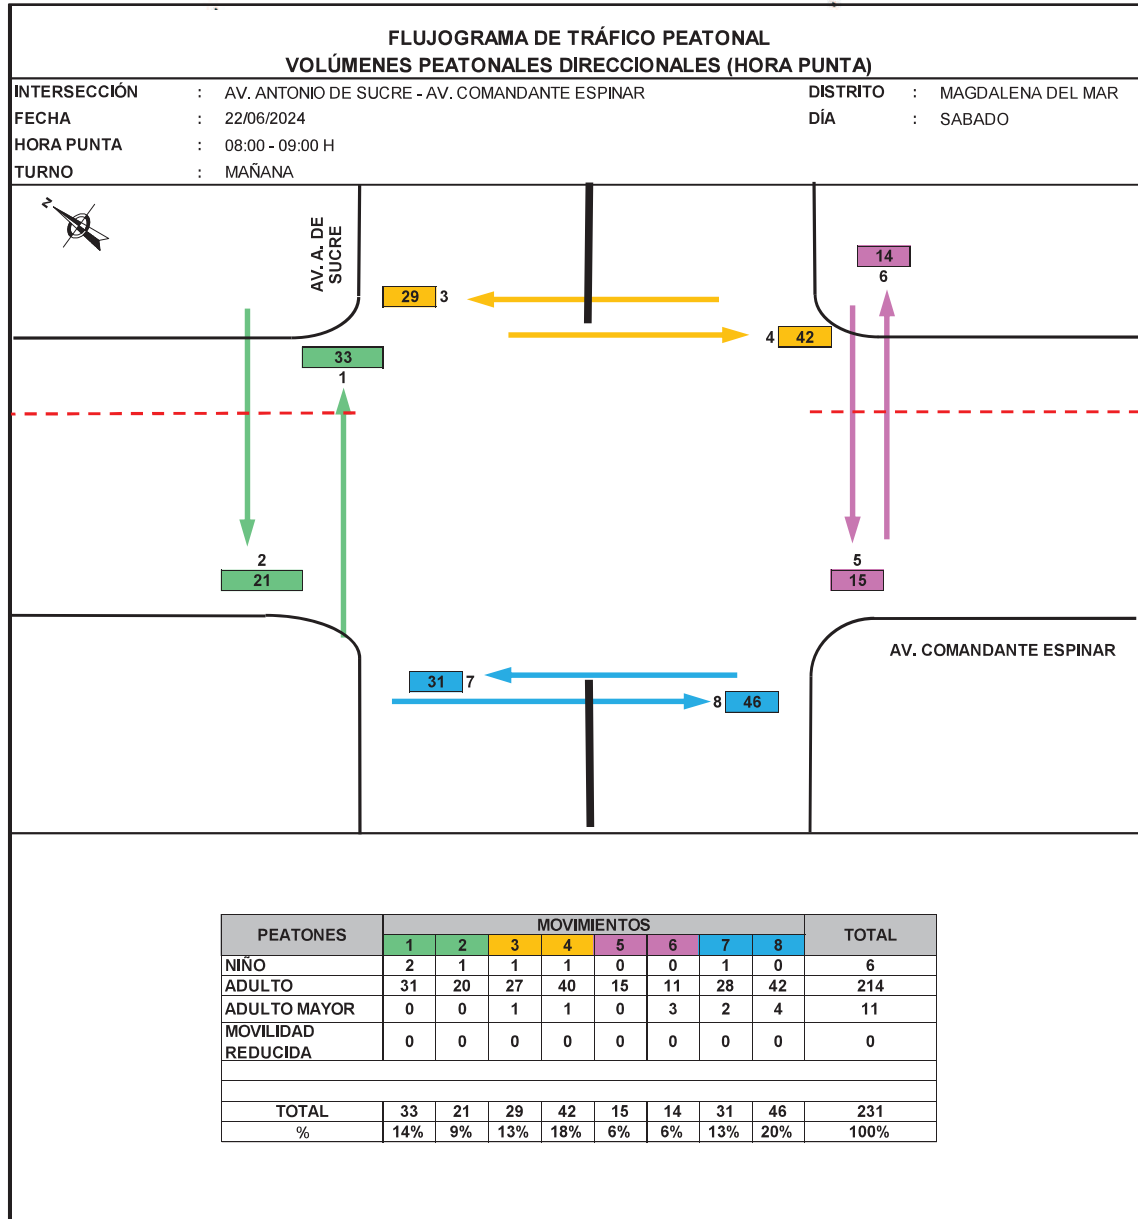 FLUJOGRAMA DE TRÁFICO PEATONAL
VOLÚMENES PEATONALES DIRECCIONALES (HORA PUNTA)
INTERSECCIÓN : AV. ANTONIO DE SUCRE - AV. COMANDANTE ESPINAR DISTRITO : MAGDALENA DEL MAR
FECHA : 22/06/2024 DÍA : SABADO
HORA PUNTA : 08:00 - 09:00 H
TURNO : MAÑANA
N
AV. A. DE
SUCRE
14
6
29 3
4 42
33
1
2
21
5
15
AV. COMANDANTE ESPINAR
31 7
8 46
PEATONES MOVIMIENTOS TOTAL
1 2 3 4 5 6 7 8
NIÑO 2 1 1 1 0 0 1 0 6
ADULTO 31 20 27 40 15 11 28 42 214
ADULTO MAYOR 0 0 1 1 0 3 2 4 11
MOVILIDAD
REDUCIDA 0 0 0 0 0 0 0 0 0
TOTAL 33 21 29 42 15 14 31 46 231
% 14% 9% 13% 18% 6% 6% 13% 20% 100%